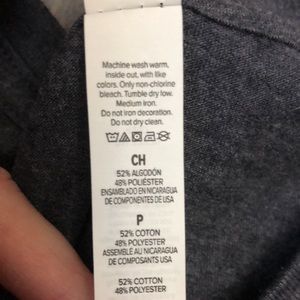 Machine wash warm,
inside out, with like
colors. Only non-chlorine
bleach. Tumble dry low.
Medium iron.
Do not iron decoration.
Do not dry clean.
CH
52% ALGODÓN
48% POLIÉSTER
ENSAMBLADO EN NICARAGUA
DE COMPONENTES DE USA
P
52% COTON
48% POLYESTER
ASSEMBLÉ AU NICARAGUA
DE COMPOSANTS USA
52% COTTON
48% POLYESTER